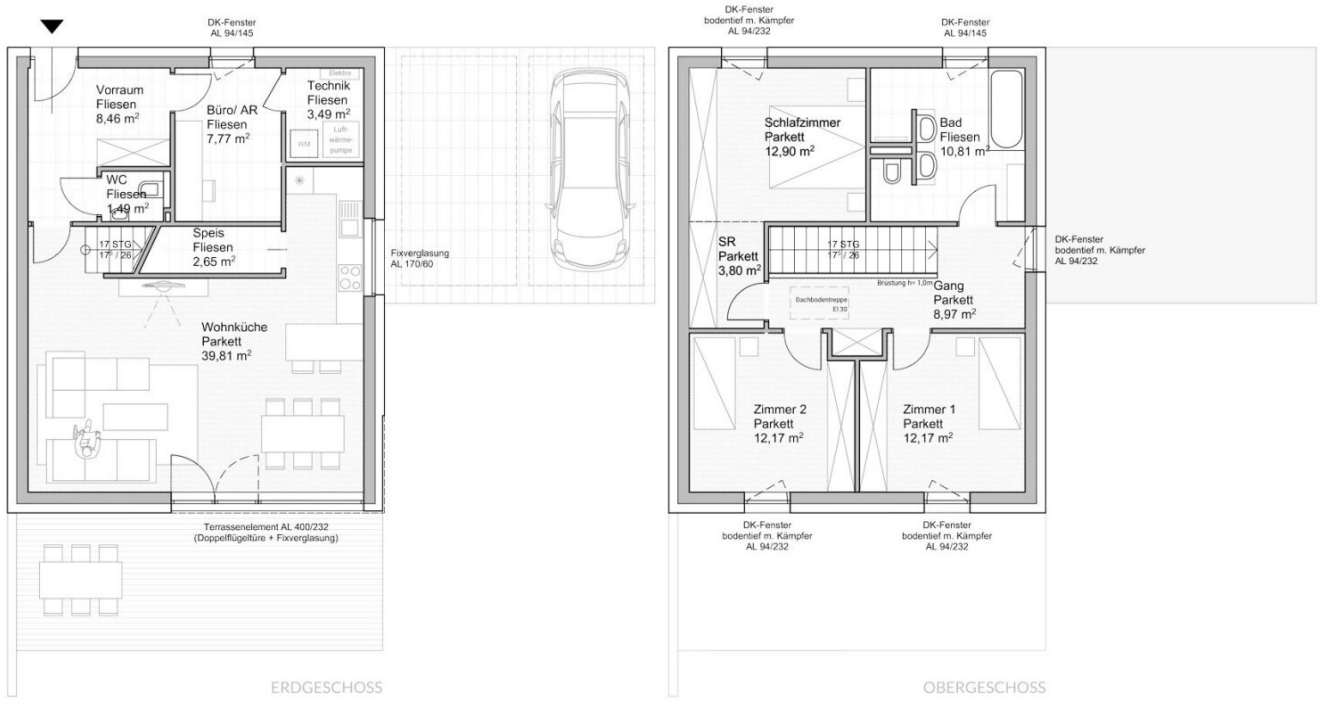 DK-Fenster
AL 94/145
Vorraum
Fliesen
8,46 m²
Büro/ AR
Fliesen
7,77 m²
Elektro
Technik
Fliesen
3,49 m²
WM
Luft-
wärme-
pumpe
WC
Fliesen
1,49 m²
17 STG
Speis
Fliesen
2,65 m²
Fixverglasung
AL 170/60
Wohnküche
Parkett
39,81 m²
Terrassenelement AL 400/232
(Doppelflügeltüre + Fixverglasung)
ERDGESCHOSS
DK-Fenster
bodentief m. Kämpfer
AL 94/232
DK-Fenster
AL 94/145
Schlafzimmer
Parkett
12,90 m²
Bad
Fliesen
10,81 m²
SR
Parkett
3,80 m²
17 STG
DK-Fenster
bodentief m. Kämpfer
AL 94/232
Brüstung h= 1,0m
Gang
Parkett
8,97 m²
Dachbodentreppe
EI 30
Zimmer 2
Parkett
12,17 m²
Zimmer 1
Parkett
12,17 m²
DK-Fenster
bodentief m. Kämpfer
AL 94/232
DK-Fenster
bodentief m. Kämpfer
AL 94/232
OBERGESCHOSS